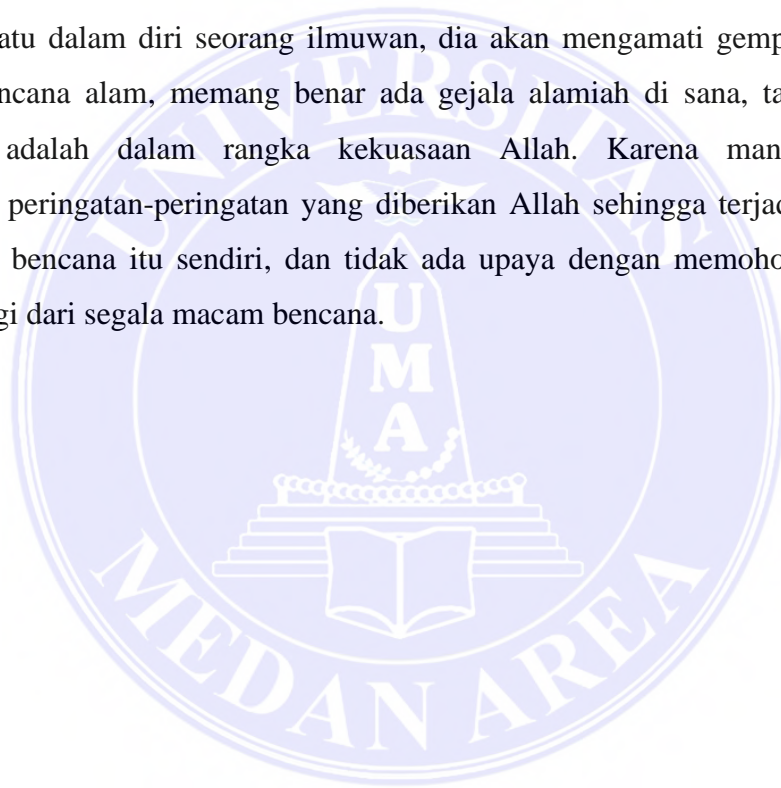 atu dalam diri seorang ilmuwan, dia akan mengamati gemp
ncana alam, memang benar ada gejala alamiah di sana, ta
adalah dalam rangka kekuasaan Allah. Karena man
peringatan-peringatan yang diberikan Allah sehingga terjad
bencana itu sendiri, dan tidak ada upaya dengan memoho
gi dari segala macam bencana.
UNIVERSITAS
U
M
A
MEDAN AREA